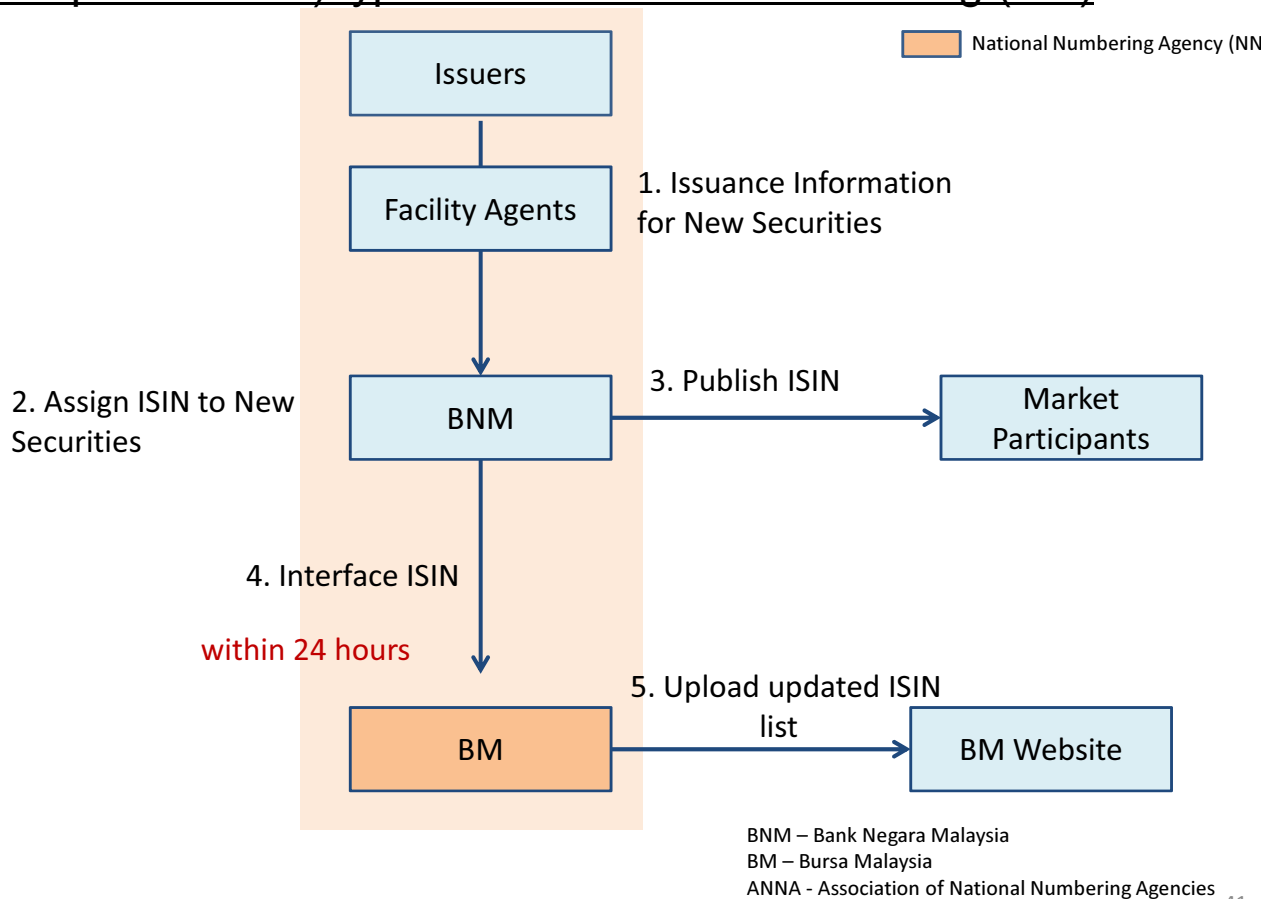 National Numbering Agency (NN
Issuers
Facility Agents
1. Issuance Information
for New Securities
2. Assign ISIN to New
Securities
BNM
3. Publish ISIN
Market
Participants
4. Interface ISIN
within 24 hours
5. Upload updated ISIN
list
BM
BM Website
BNM – Bank Negara Malaysia
BM – Bursa Malaysia
ANNA - Association of National Numbering Agencies